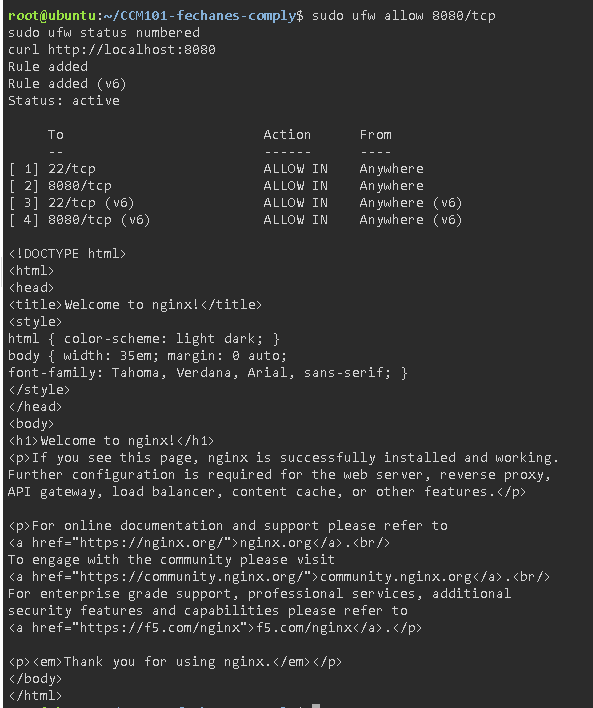 root@ubuntu:~/CCM101-fechanes-comply$ sudo ufw allow 8080/tcp
sudo ufw status numbered
curl http://localhost:8080
Rule added
Rule added (v6)
Status: active

     To                         Action      From
     --                         ------      ----
[ 1] 22/tcp                     ALLOW IN    Anywhere
[ 2] 8080/tcp                   ALLOW IN    Anywhere
[ 3] 22/tcp (v6)                ALLOW IN    Anywhere (v6)
[ 4] 8080/tcp (v6)              ALLOW IN    Anywhere (v6)

<!DOCTYPE html>
<html>
<head>
<title>Welcome to nginx!</title>
<style>
html { color-scheme: light dark; }
body { width: 35em; margin: 0 auto;
font-family: Tahoma, Verdana, Arial, sans-serif; }
</style>
</head>
<body>
<h1>Welcome to nginx!</h1>
<p>If you see this page, nginx is successfully installed and working.
Further configuration is required for the web server, reverse proxy,
API gateway, load balancer, content cache, or other features.</p>

<p>For online documentation and support please refer to
<a href="https://nginx.org/">nginx.org</a>.<br/>
To engage with the community please visit
<a href="https://community.nginx.org/">community.nginx.org</a>.<br/>
For enterprise grade support, professional services, additional
security features and capabilities please refer to
<a href="https://f5.com/nginx">f5.com/nginx</a>.</p>

<p><em>Thank you for using nginx.</em></p>
</body>
</html>